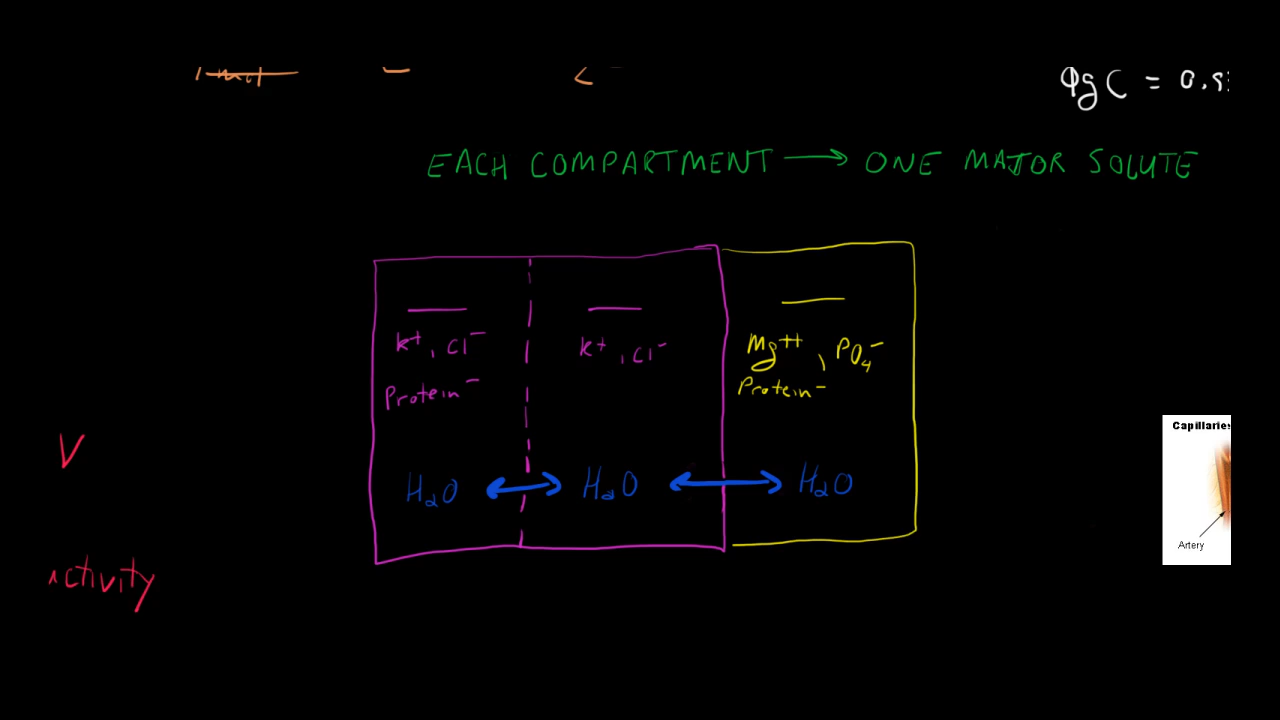 φgC = 0.9
EACH COMPARTMENT → ONE MAJOR SOLUTE
K⁺, Cl⁻
Protein⁻
K⁺, Cl⁻
Mg⁺⁺, PO₄⁻
Protein⁻
H₂O ↔ H₂O ↔ H₂O
V
activity
Capillaries
Artery